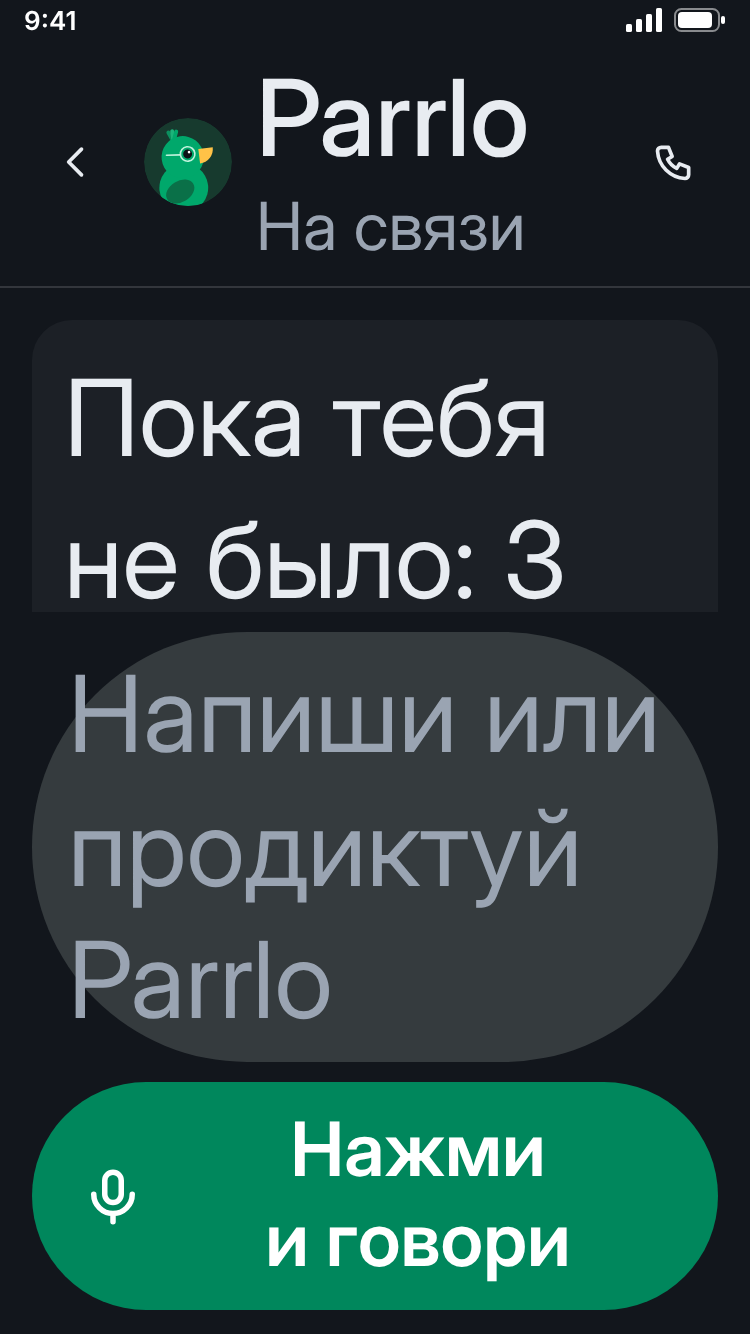 9:41
Parrlo
На связи
Пока тебя
не было: 3
Напиши или
продиктуй
Parrlo
Нажми
и говори